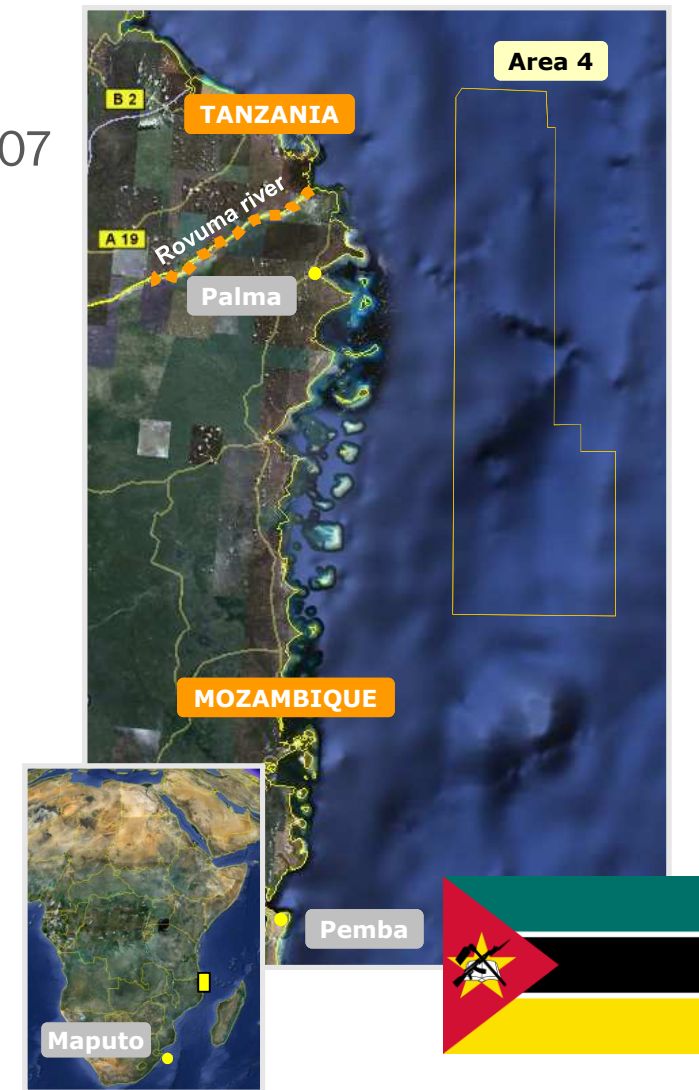 Area 4
B 2
TANZANIA
07
Rovuma river
A 19
Palma
MOZAMBIQUE
Pemba
Maputo